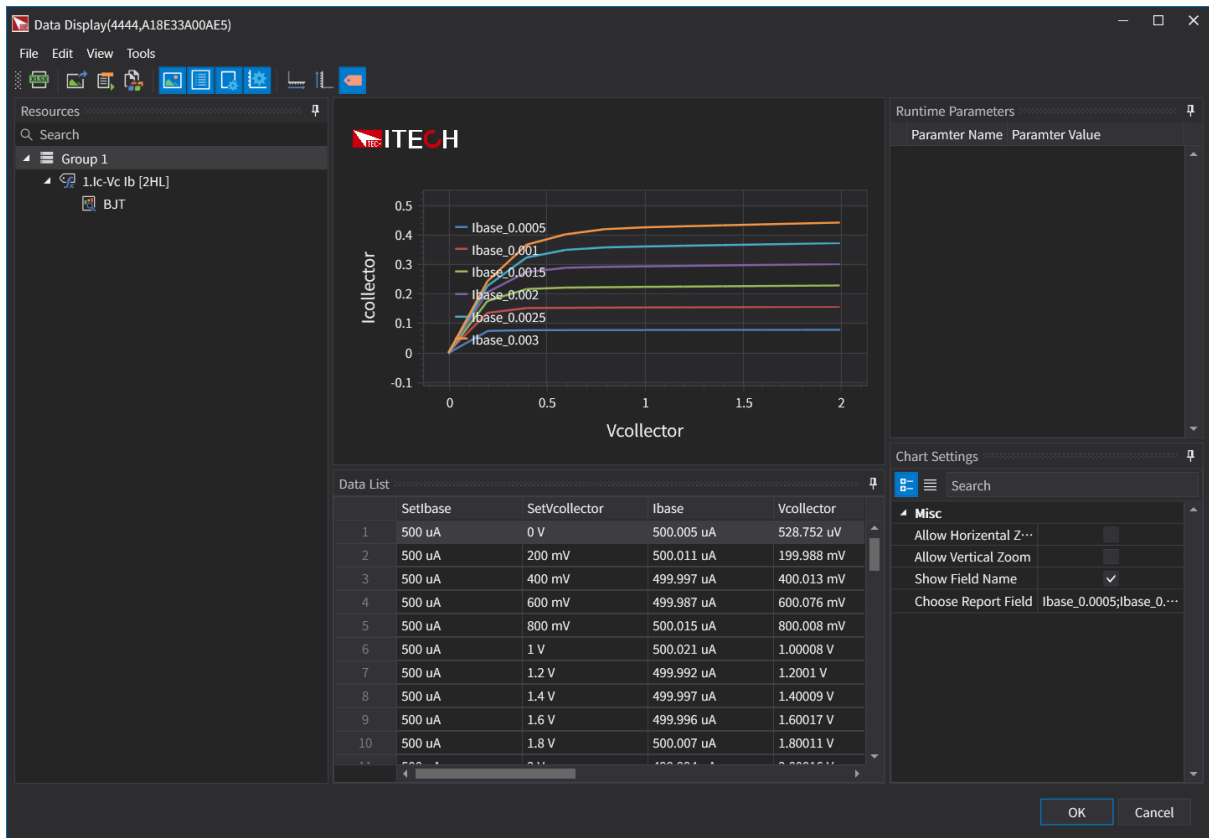 Data Display(4444,A18E33A00AE5)
File Edit View Tools
XLSX
Resources
Search
Group 1
1.Ic-Vc Ib [2HL]
BJT
ITECH
Icollector
0.5
0.4
0.3
0.2
0.1
0
-0.1
Ibase_0.0005
Ibase_0.001
Ibase_0.0015
Ibase_0.002
Ibase_0.0025
Ibase_0.003
0 0.5 1 1.5 2
Vcollector
Data List
SetIbase SetVcollector Ibase Vcollector
1 500 uA 0 V 500.005 uA 528.752 uV
2 500 uA 200 mV 500.011 uA 199.988 mV
3 500 uA 400 mV 499.997 uA 400.013 mV
4 500 uA 600 mV 499.987 uA 600.076 mV
5 500 uA 800 mV 500.015 uA 800.008 mV
6 500 uA 1 V 500.021 uA 1.00008 V
7 500 uA 1.2 V 499.992 uA 1.2001 V
8 500 uA 1.4 V 499.997 uA 1.40009 V
9 500 uA 1.6 V 499.996 uA 1.60017 V
10 500 uA 1.8 V 500.007 uA 1.80011 V
Runtime Parameters
Paramter Name Paramter Value
Chart Settings
Search
Misc
Allow Horizental Z···
Allow Vertical Zoom
Show Field Name
Choose Report Field Ibase_0.0005;Ibase_0.···
OK Cancel